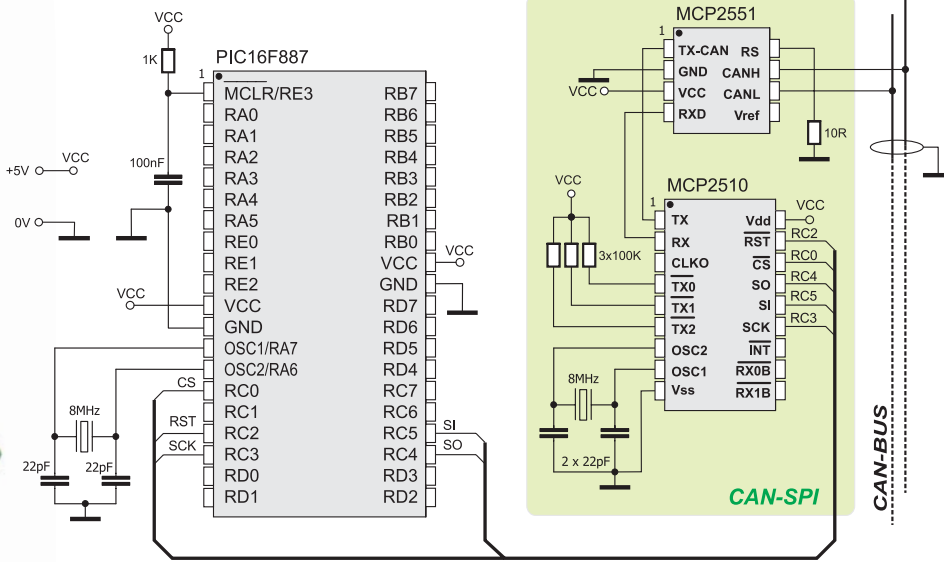 VCC
1K
PIC16F887
1
MCLR/RE3
RA0
RA1
RA2
RA3
RA4
RA5
RE0
RE1
RE2
VCC
GND
OSC1/RA7
OSC2/RA6
RC0
RC1
RC2
RC3
RD0
RD1
RB7
RB6
RB5
RB4
RB3
RB2
RB1
RB0
VCC
GND
RD7
RD6
RD5
RD4
RC7
RC6
RC5
RC4
RD3
RD2
100nF
+5V
VCC
0V
VCC
VCC
CS
RST
SCK
SI
SO
8MHz
22pF
22pF
MCP2551
1
TX-CAN
GND
VCC
RXD
RS
CANH
CANL
Vref
VCC
10R
MCP2510
1
TX
RX
CLKO
TX0
TX1
TX2
OSC2
OSC1
Vss
Vdd
RST
CS
SO
SI
SCK
INT
RX0B
RX1B
VCC
RC2
RC0
RC4
RC5
RC3
VCC
3x100K
8MHz
2 x 22pF
CAN-SPI
CAN-BUS